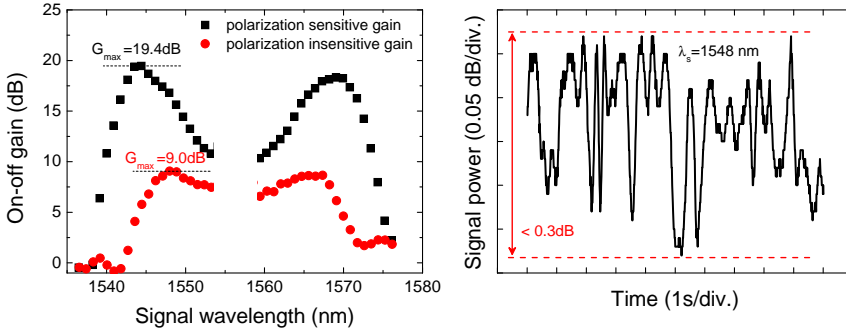 polarization sensitive gain
polarization insensitive gain
G_max=19.4dB
G_max=9.0dB
On-off gain (dB)
25
20
15
10
5
0
1540
1550
1560
1570
1580
Signal wavelength (nm)
λ_s=1548 nm
< 0.3dB
Signal power (0.05 dB/div.)
Time (1s/div.)